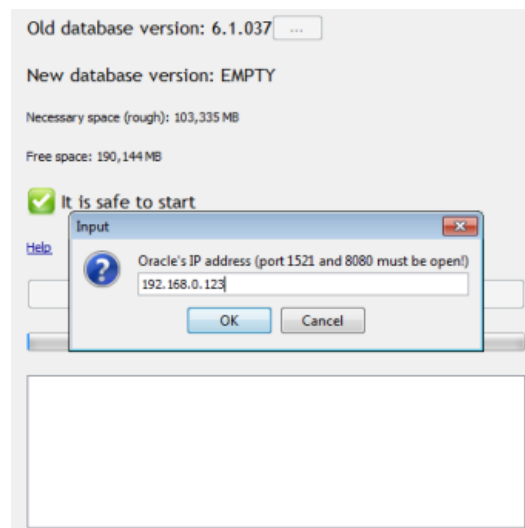 Old database version: 6.1.037 ...
New database version: EMPTY
Necessary space (rough): 103,335 MB
Free space: 190,144 MB
It is safe to start
Input
Help
Oracle's IP address (port 1521 and 8080 must be open!)
192.168.0.123
OK Cancel